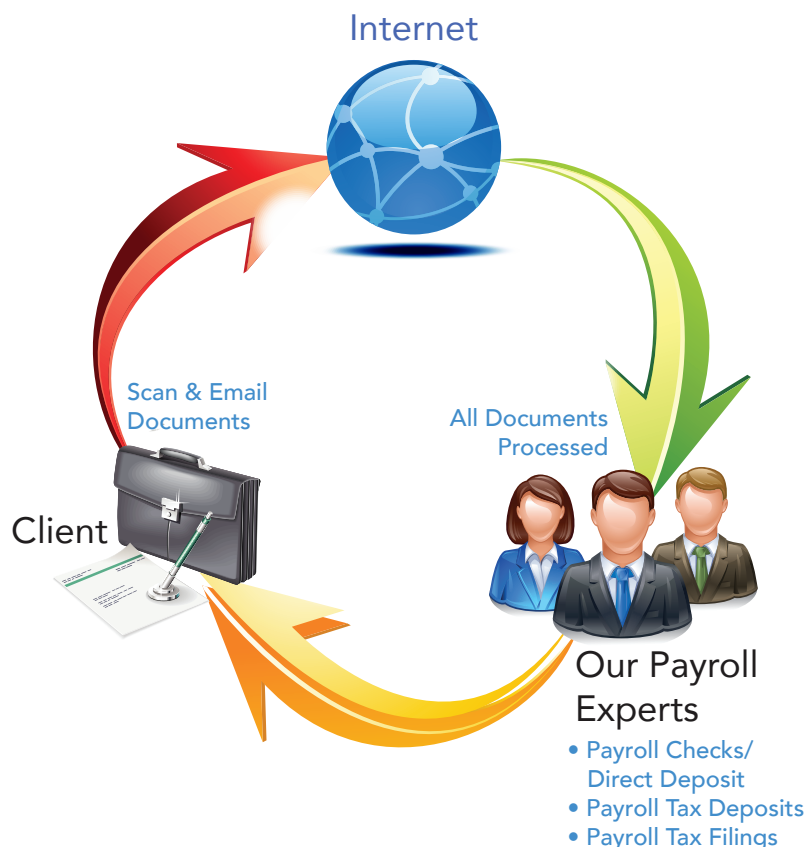 Internet
Scan & Email
Documents
All Documents
Processed
Client
Our Payroll
Experts
• Payroll Checks/
Direct Deposit
• Payroll Tax Deposits
• Payroll Tax Filings